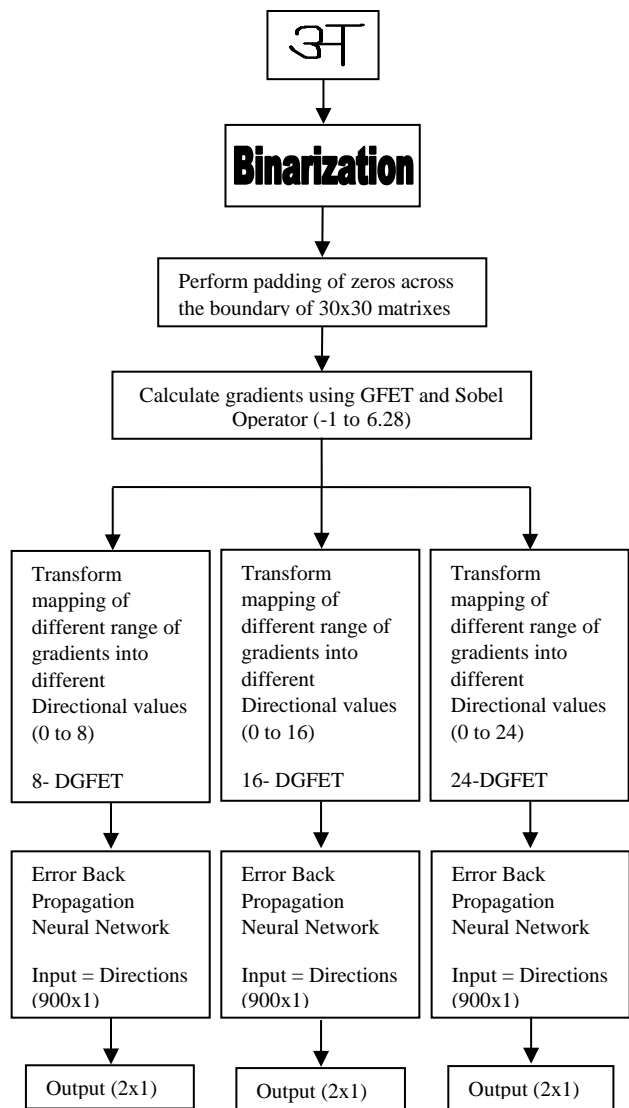 अ
Binarization
Perform padding of zeros across
the boundary of 30x30 matrixes
Calculate gradients using GFET and Sobel
Operator (-1 to 6.28)
Transform
mapping of
different range of
gradients into
different
Directional values
(0 to 8)
8- DGFET
Transform
mapping of
different range of
gradients into
different
Directional values
(0 to 16)
16- DGFET
Transform
mapping of
different range of
gradients into
different
Directional values
(0 to 24)
24-DGFET
Error Back
Propagation
Neural Network
Input = Directions
(900x1)
Error Back
Propagation
Neural Network
Input = Directions
(900x1)
Error Back
Propagation
Neural Network
Input = Directions
(900x1)
Output (2x1)
Output (2x1)
Output (2x1)